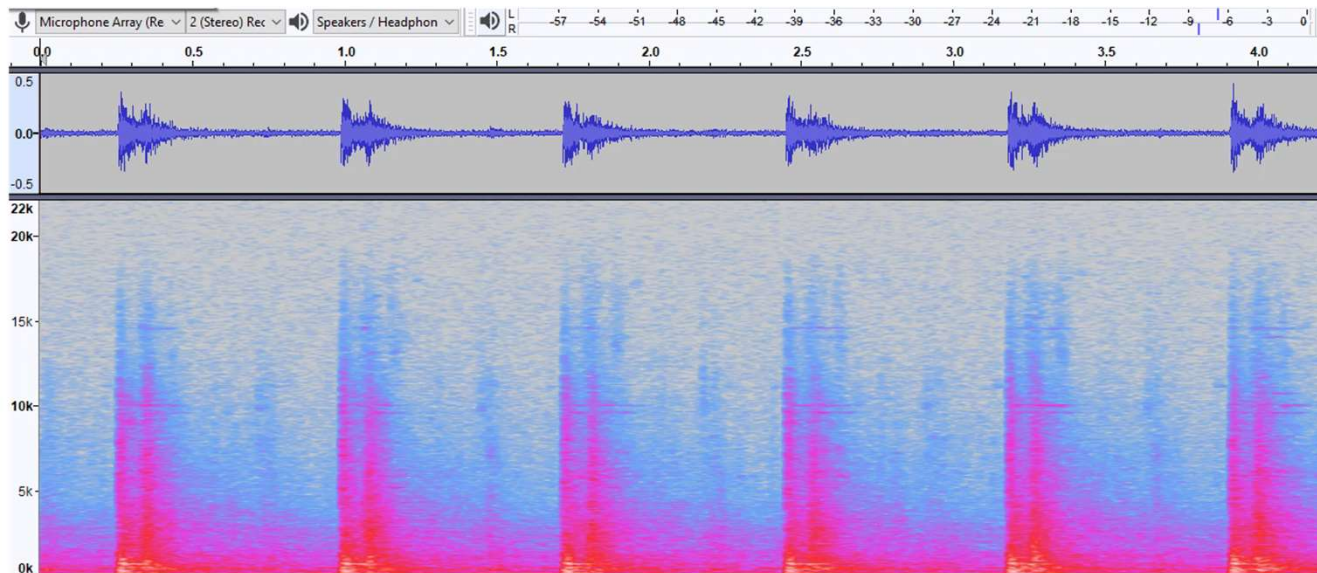 Microphone Array (Re 2 (Stereo) Rec Speakers / Headphon L R -57 -54 -51 -48 -45 -42 -39 -36 -33 -30 -27 -24 -21 -18 -15 -12 -9 -6 -3 0
0.0 0.5 1.0 1.5 2.0 2.5 3.0 3.5 4.0
0.5
0.0
-0.5
22k
20k
15k
10k
5k
0k